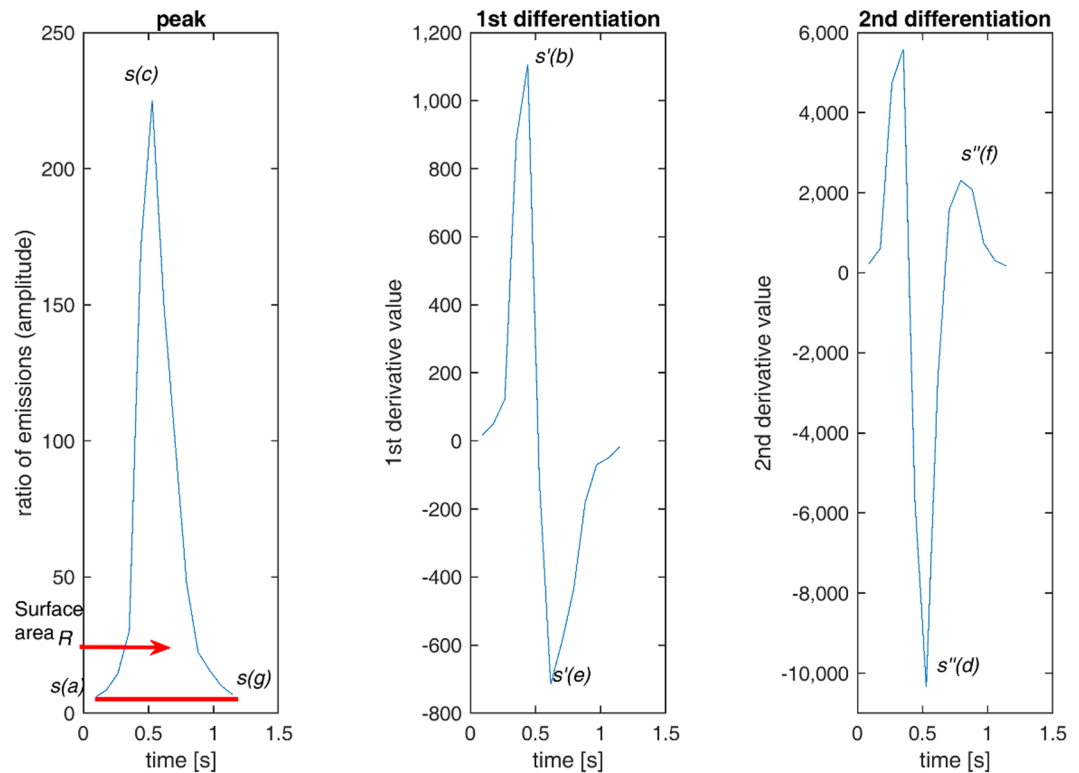 peak
250
200
150
100
50
0
0
0.5
1
1.5
ratio of emissions (amplitude)
time [s]
s(c)
Surface
area R
s(a)
s(g)
1st differentiation
1,200
1,000
800
600
400
200
0
-200
-400
-600
-800
0
0.5
1
1.5
1st derivative value
time [s]
s'(b)
s'(e)
2nd differentiation
6,000
4,000
2,000
0
-2,000
-4,000
-6,000
-8,000
-10,000
0
0.5
1
1.5
2nd derivative value
time [s]
s''(f)
s''(d)